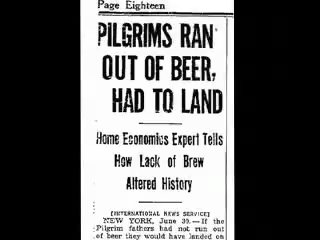 Page Eighteen
PILGRIMS RAN
OUT OF BEER,
HAD TO LAND
Home Economics Expert Tells
How Lack of Brew
Altered History
[INTERNATIONAL NEWS SERVICE]
NEW YORK, June 30.—If the
Pilgrim fathers had not run out
of beer they would have landed on